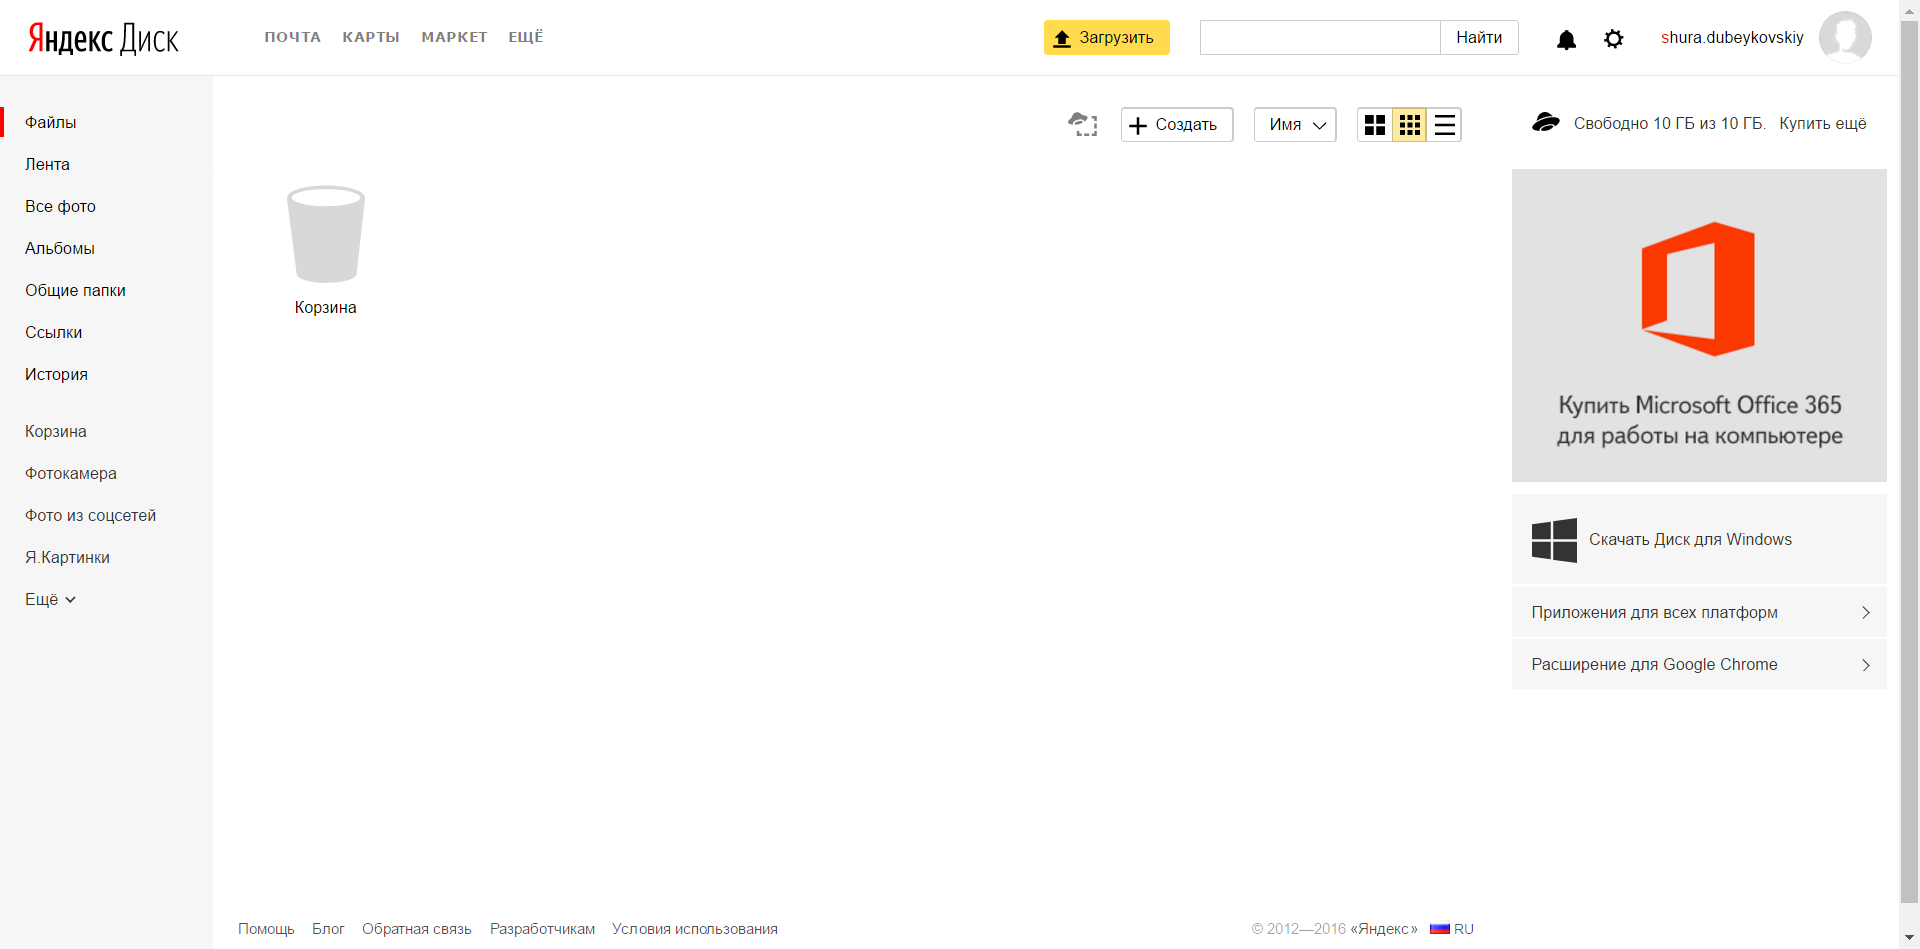 Яндекс Диск
ПОЧТА КАРТЫ МАРКЕТ ЕЩЁ
Загрузить
Найти
shura.dubeykovskiy
Файлы
Лента
Все фото
Альбомы
Общие папки
Ссылки
История
Корзина
Фотокамера
Фото из соцсетей
Я.Картинки
Ещё
Создать
Имя
Корзина
Свободно 10 ГБ из 10 ГБ. Купить ещё
Купить Microsoft Office 365
для работы на компьютере
Скачать Диск для Windows
Приложения для всех платформ
Расширение для Google Chrome
Помощь Блог Обратная связь Разработчикам Условия использования
© 2012—2016 «Яндекс» RU